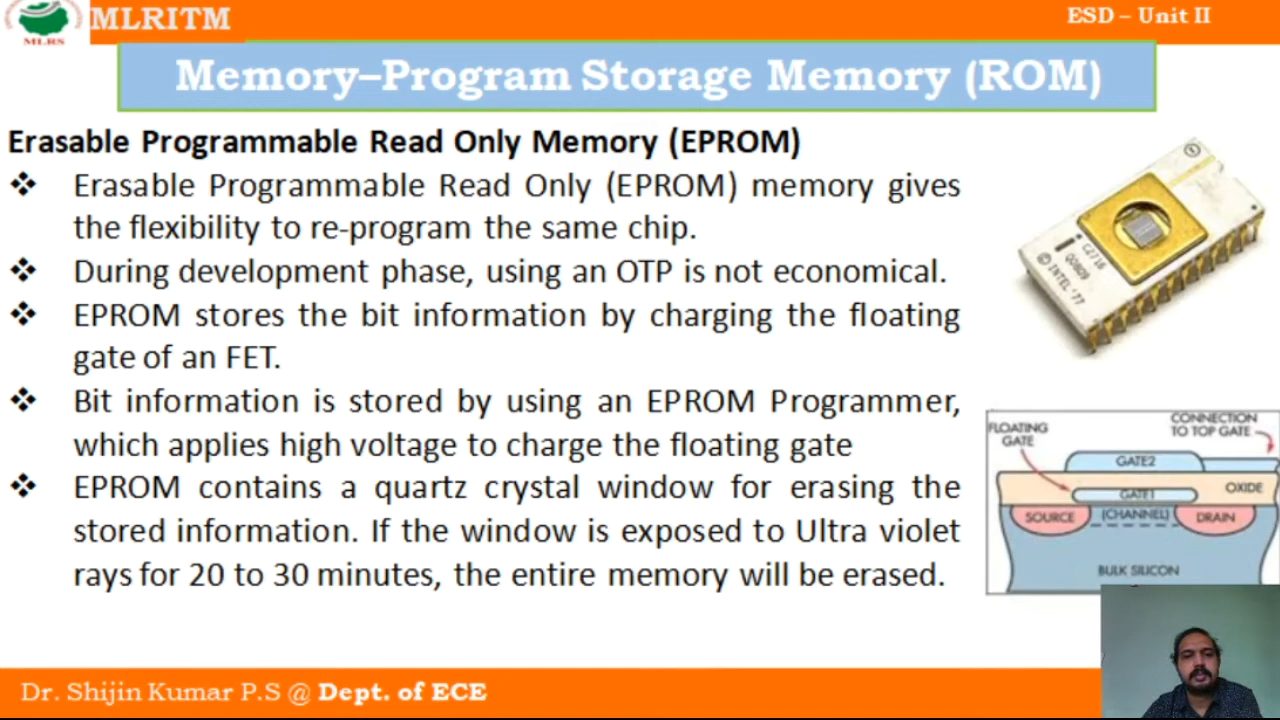 MLRS
MLRITM
ESD – Unit II
Memory–Program Storage Memory (ROM)
Erasable Programmable Read Only Memory (EPROM)
❖ Erasable Programmable Read Only (EPROM) memory gives
the flexibility to re-program the same chip.
❖ During development phase, using an OTP is not economical.
❖ EPROM stores the bit information by charging the floating
gate of an FET.
❖ Bit information is stored by using an EPROM Programmer,
which applies high voltage to charge the floating gate
❖ EPROM contains a quartz crystal window for erasing the
stored information. If the window is exposed to Ultra violet
rays for 20 to 30 minutes, the entire memory will be erased.
C2716
© INTEL '77
FLOATING
GATE
CONNECTION
TO TOP GATE
GATE2
GATE1
OXIDE
SOURCE
(CHANNEL)
DRAIN
BULK SILICON
Dr. Shijin Kumar P.S @ Dept. of ECE